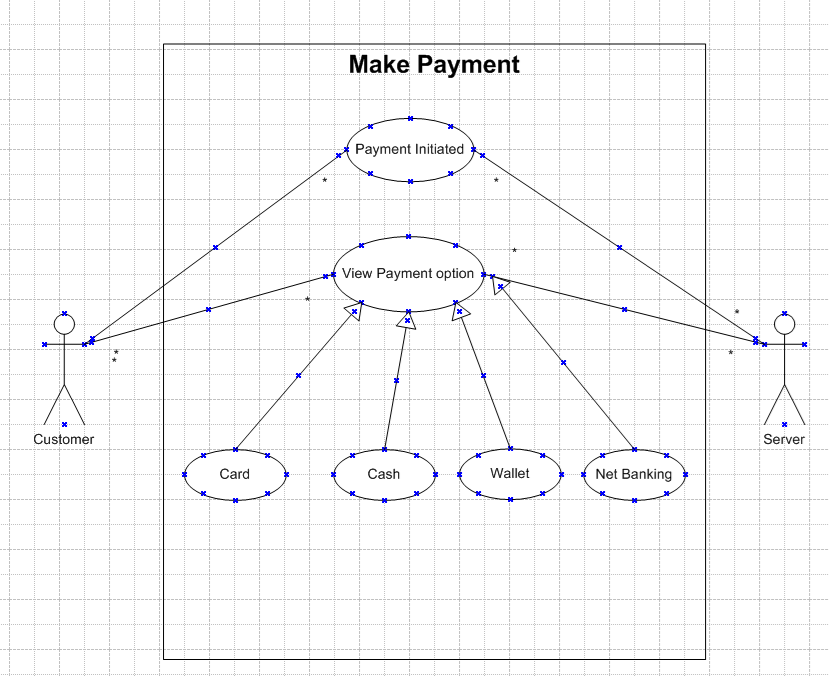 Make Payment
Payment Initiated
*
*
View Payment option
*
*
*
*
*
*
Customer
Server
Card
Cash
Wallet
Net Banking